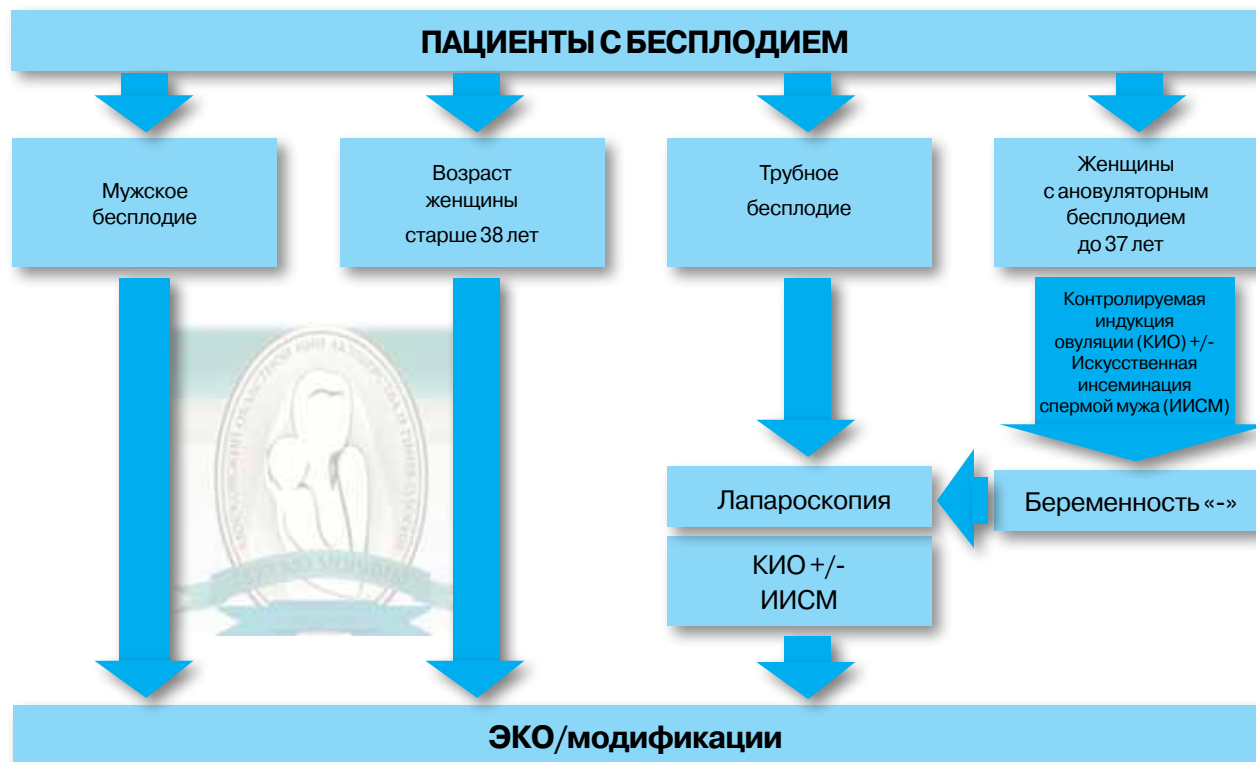 ПАЦИЕНТЫ С БЕСПЛОДИЕМ
Мужское
бесплодие
Возраст
женщины
старше 38 лет
Трубное
бесплодие
Женщины
с ановуляторным
бесплодием
до 37 лет
Контролируемая
индукция
овуляции (КИО) +/-
Искусственная
инсеминация
спермой мужа (ИИСМ)
Лапароскопия
Беременность «-»
КИО +/-
ИИСМ
ЭКО/модификации